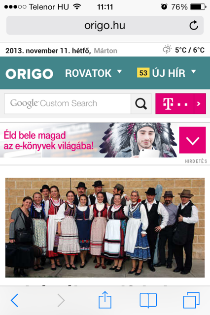 Telenor HU 11:11 76%
origo.hu
2013. november 11. hétfő, Márton 5°C / 6°C
ORIGO ROVATOK 53 ÚJ HÍR
Google Custom Search T
Éld bele magad
az e-könyvek világába!
HIRDETÉS